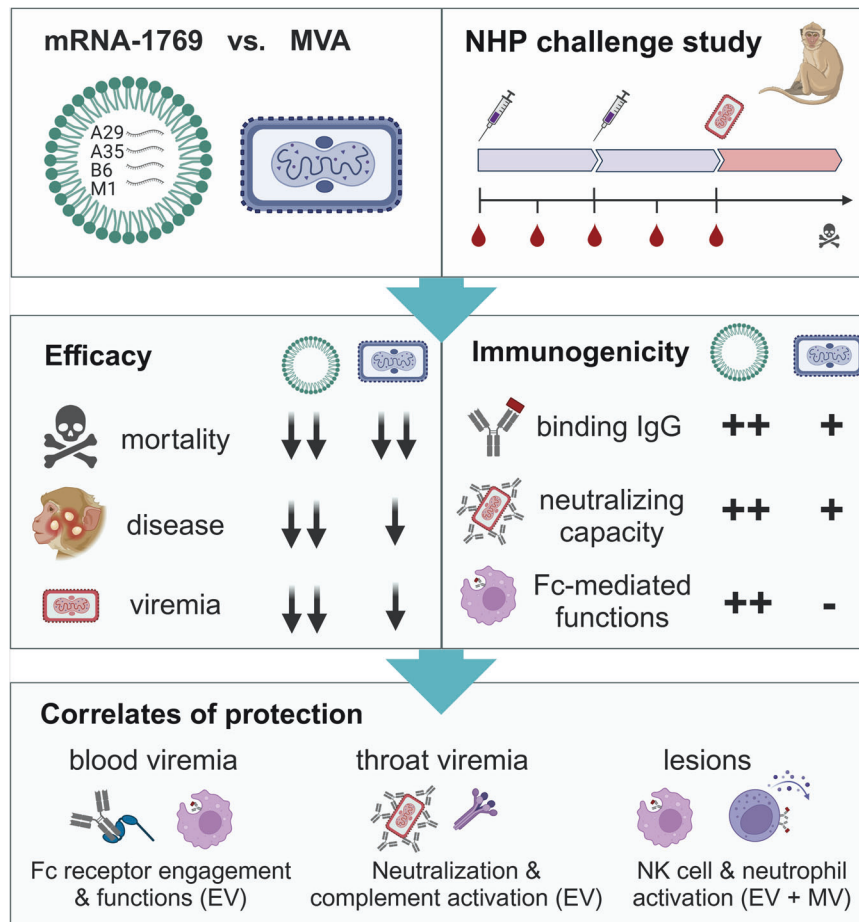 mRNA-1769 vs. MVA
A29
A35
B6
M1
NHP challenge study
Efficacy
mortality
disease
viremia
Immunogenicity
binding IgG ++ +
neutralizing
capacity ++ +
Fc-mediated
functions ++ -
Correlates of protection
blood viremia
Fc receptor engagement
& functions (EV)
throat viremia
Neutralization &
complement activation (EV)
lesions
NK cell & neutrophil
activation (EV + MV)